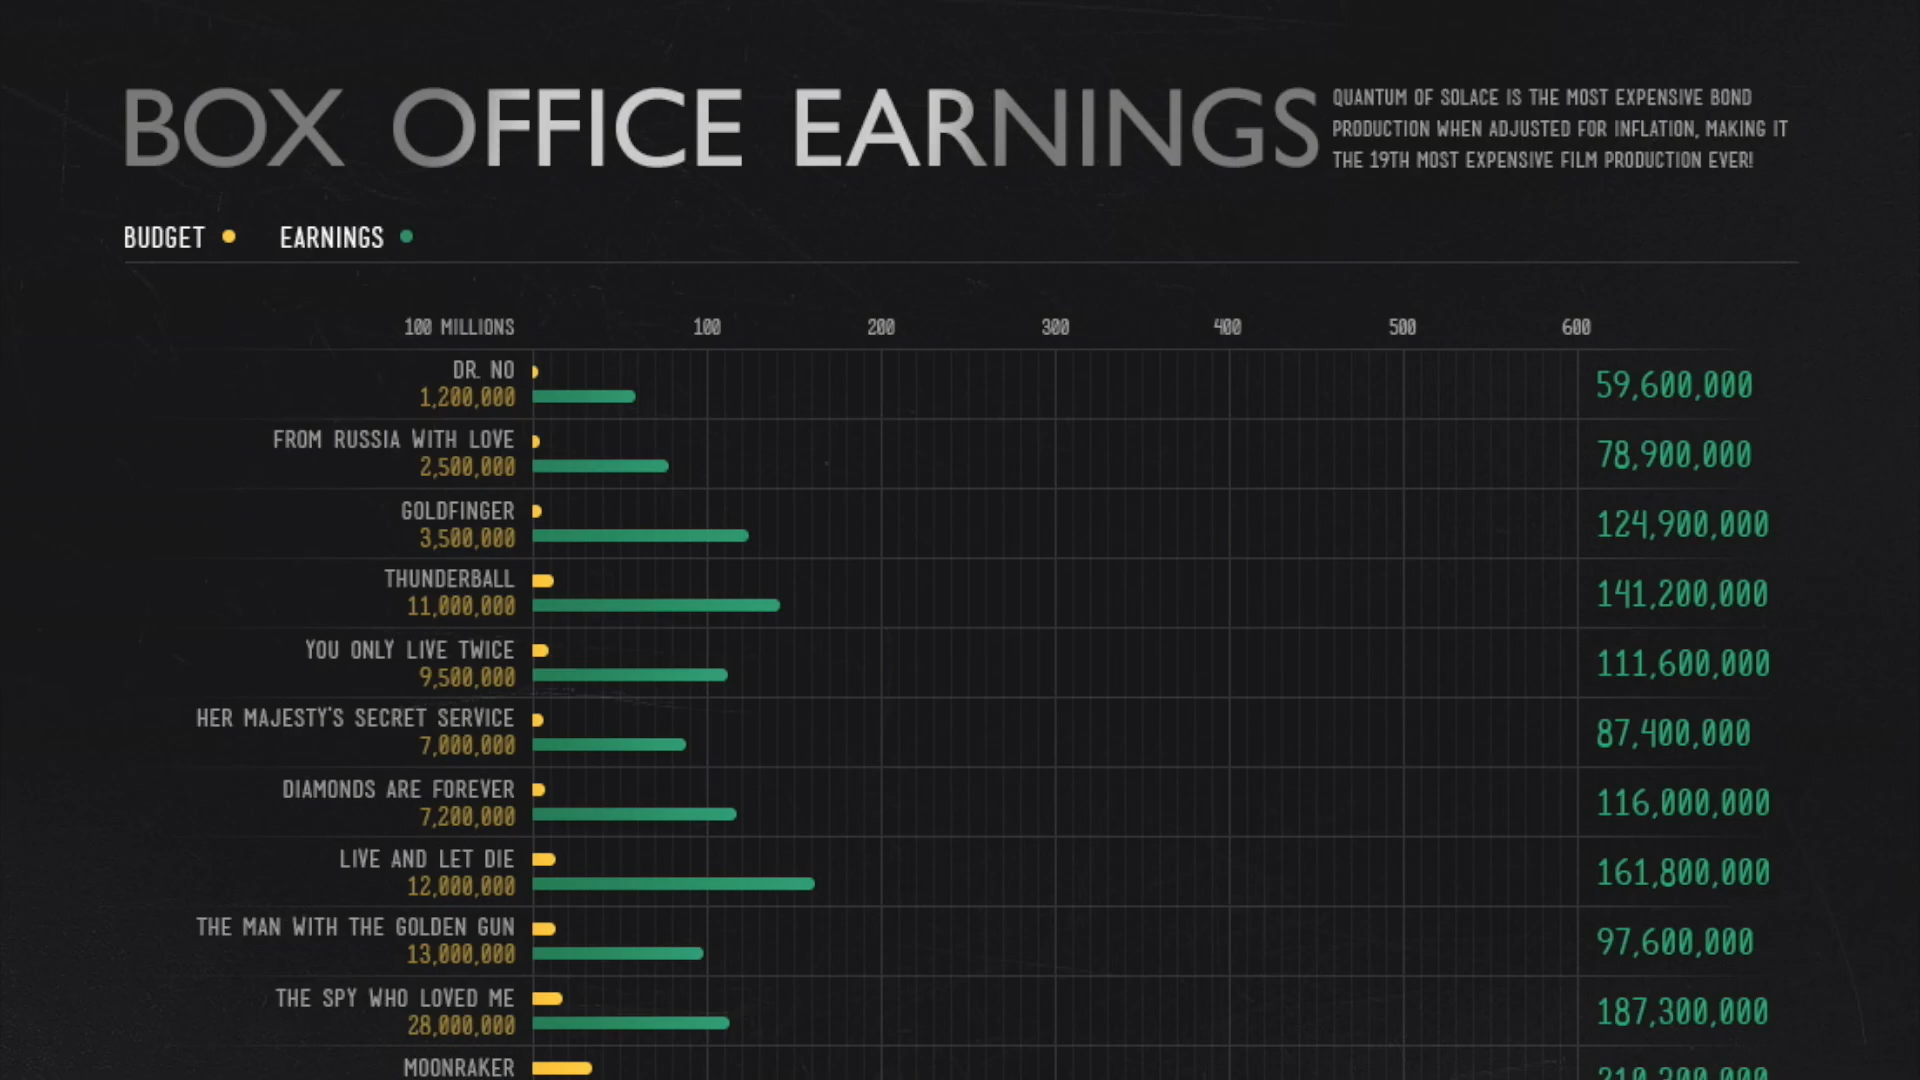 BOX OFFICE EARNINGS
QUANTUM OF SOLACE IS THE MOST EXPENSIVE BOND
PRODUCTION WHEN ADJUSTED FOR INFLATION, MAKING IT
THE 19TH MOST EXPENSIVE FILM PRODUCTION EVER!
BUDGET EARNINGS
100 MILLIONS 100 200 300 400 500 600
DR. NO
1,200,000
59,600,000
FROM RUSSIA WITH LOVE
2,500,000
78,900,000
GOLDFINGER
3,500,000
124,900,000
THUNDERBALL
11,000,000
141,200,000
YOU ONLY LIVE TWICE
9,500,000
111,600,000
HER MAJESTY'S SECRET SERVICE
7,000,000
87,400,000
DIAMONDS ARE FOREVER
7,200,000
116,000,000
LIVE AND LET DIE
12,000,000
161,800,000
THE MAN WITH THE GOLDEN GUN
13,000,000
97,600,000
THE SPY WHO LOVED ME
28,000,000
187,300,000
MOONRAKER